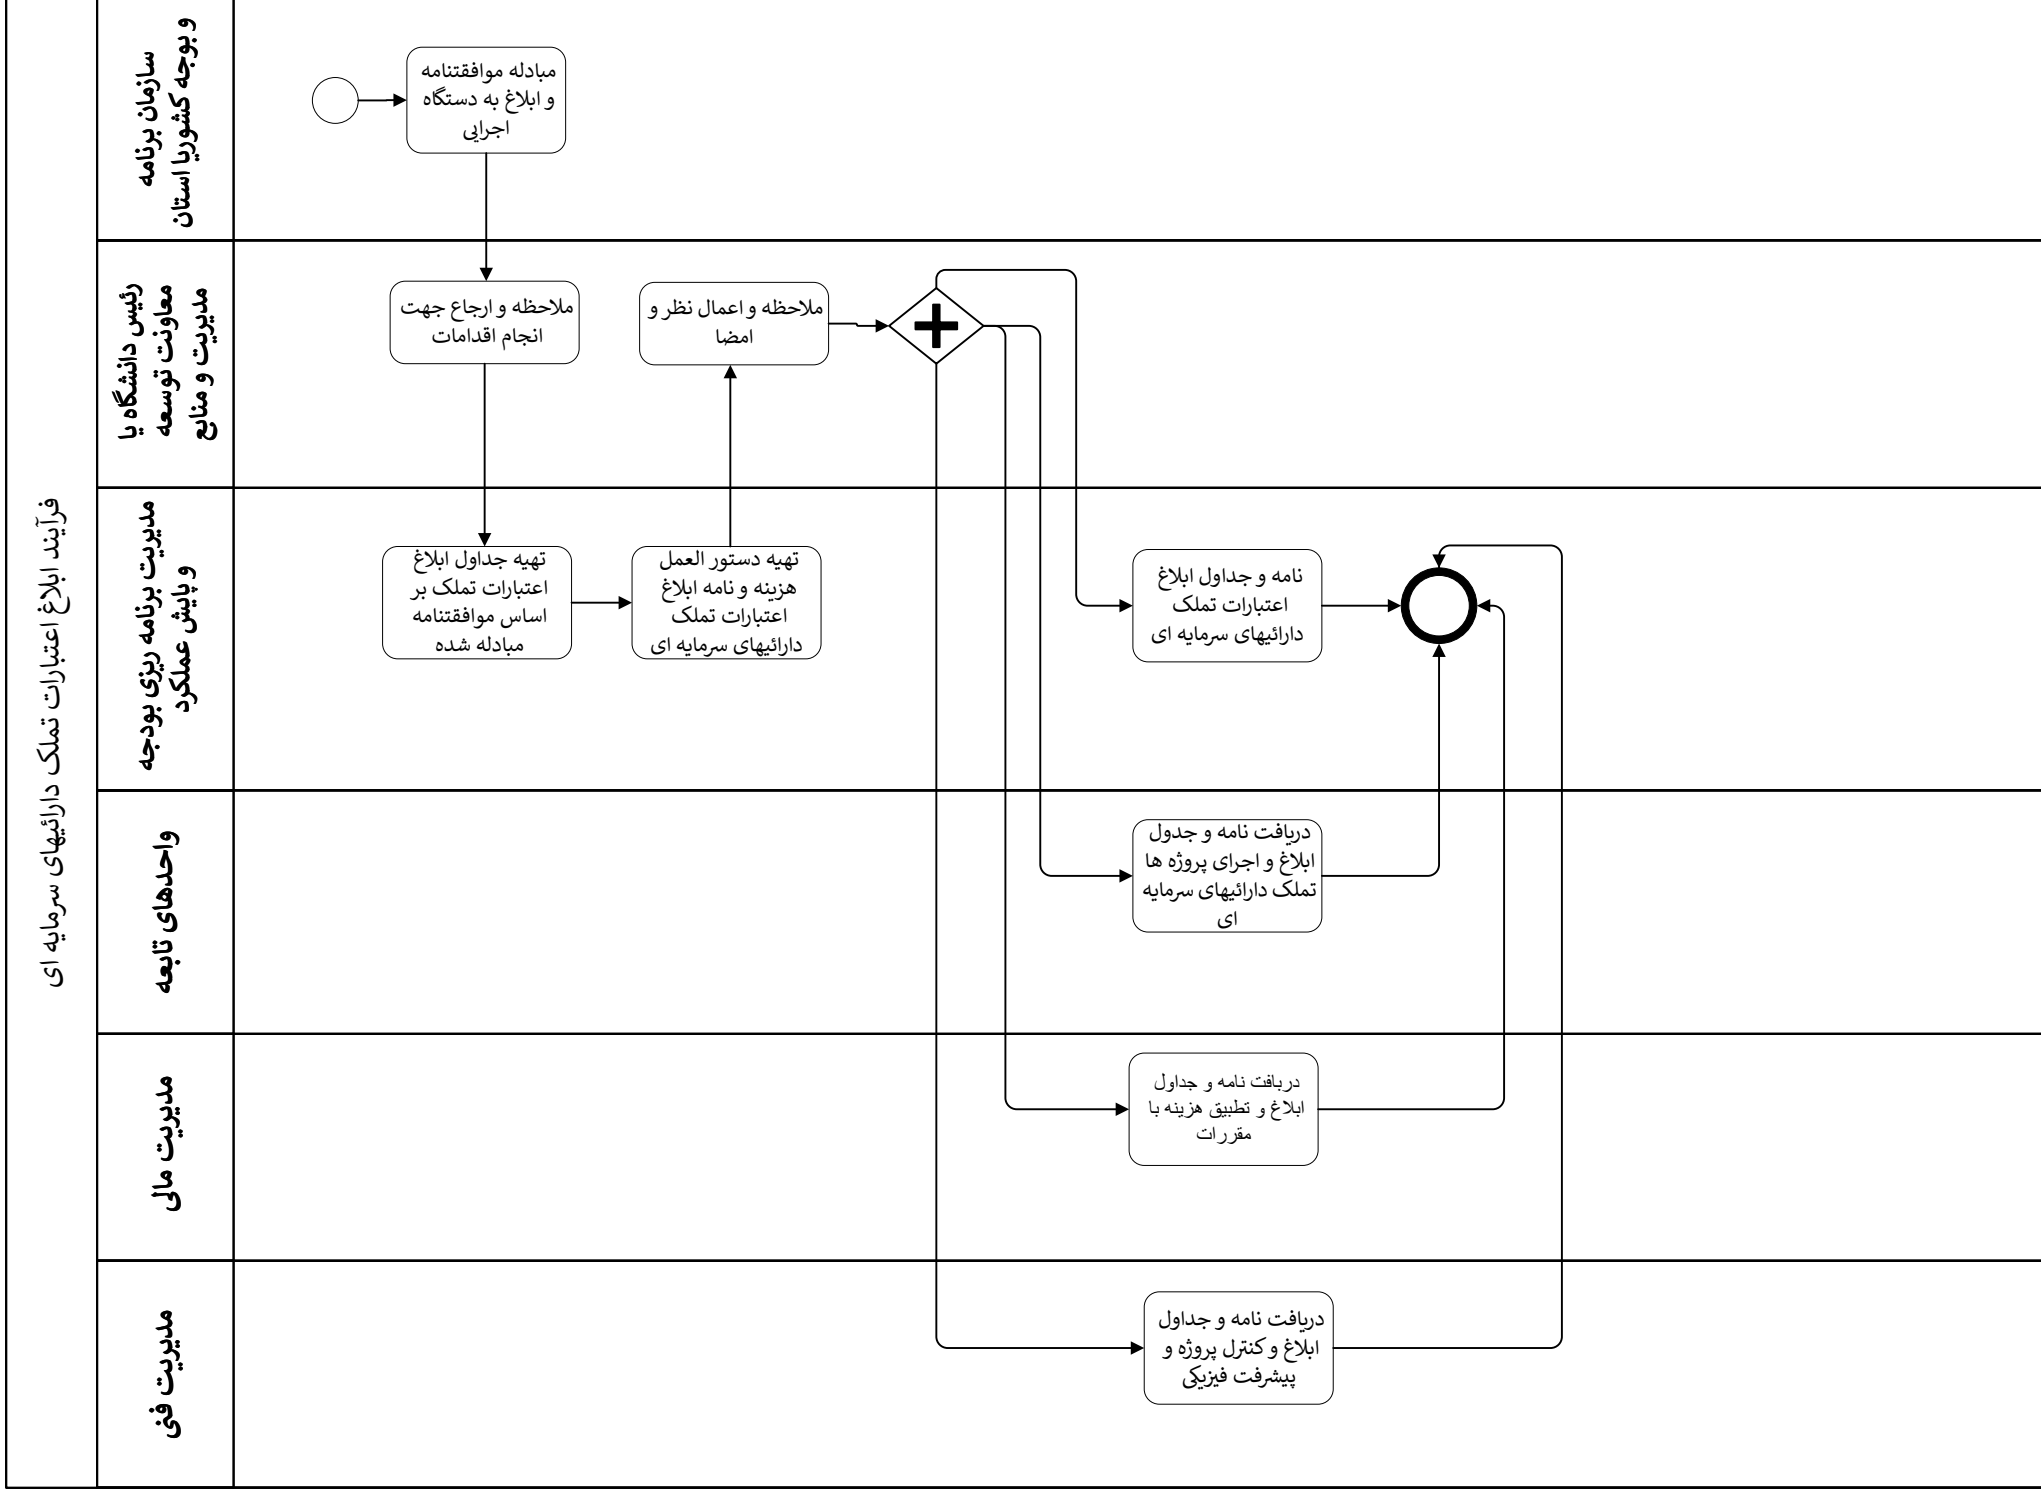 فرآیند ابلاغ اعتبارات تملک دارائیهای سرمایه ای
سازمان برنامه
و بوجه کشوریا استان
مبادله موافقتنامه
و ابلاغ به دستگاه
اجرایی
رئیس دانشگاه یا
معاونت توسعه
مدیریت و منابع
ملاحظه و ارجاع جهت
انجام اقدامات
ملاحظه و اعمال نظر و
امضا
مدیریت برنامه ریزی بودجه
و پایش عملکرد
تهیه جداول ابلاغ
اعتبارات تملک بر
اساس موافقتنامه
مبادله شده
تهیه دستور العمل
هزینه و نامه ابلاغ
اعتبارات تملک
دارائیهای سرمایه ای
نامه و جداول ابلاغ
اعتبارات تملک
دارائیهای سرمایه ای
واحدهای تابعه
دریافت نامه و جدول
ابلاغ و اجرای پروژه ها
تملک دارائیهای سرمایه
ای
مدیریت مالی
دریافت نامه و جداول
ابلاغ و تطبیق هزینه با
مقررات
مدیریت فنی
دریافت نامه و جداول
ابلاغ و کنترل پروژه و
پیشرفت فیزیکی